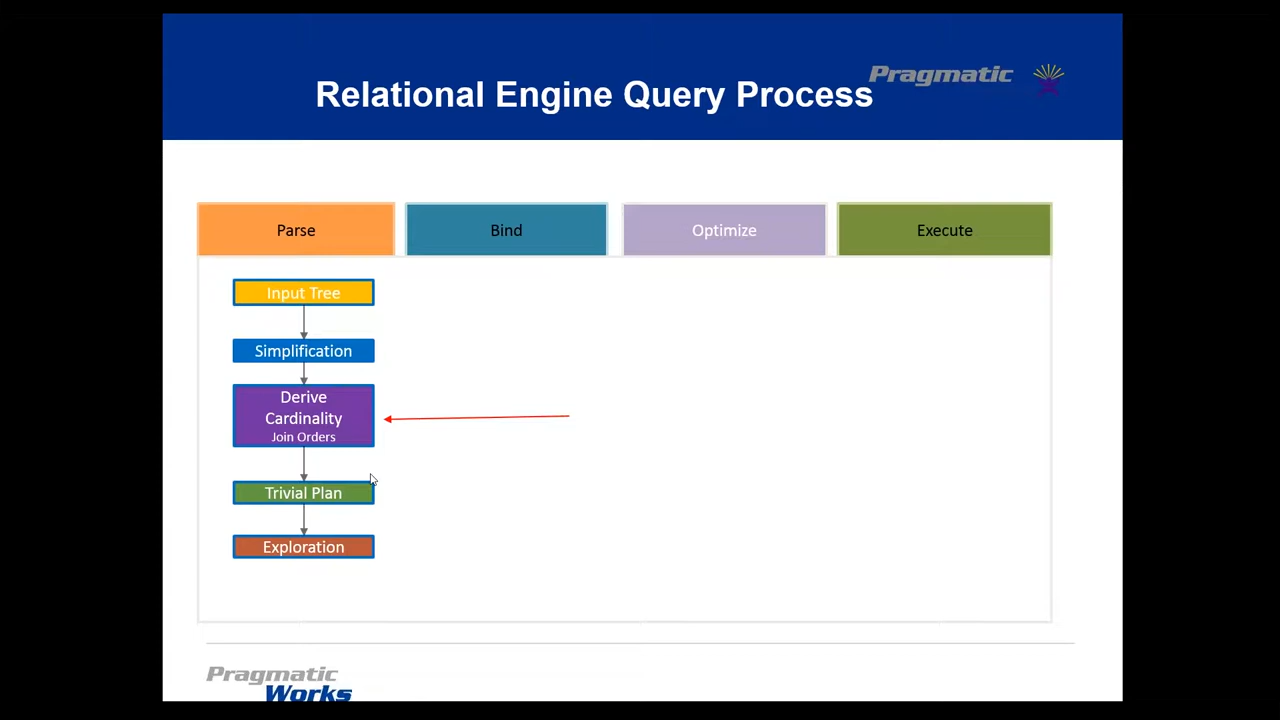 Relational Engine Query Process
Pragmatic
Parse
Bind
Optimize
Execute
Input Tree
Simplification
Derive
Cardinality
Join Orders
Trivial Plan
Exploration
Pragmatic
Works